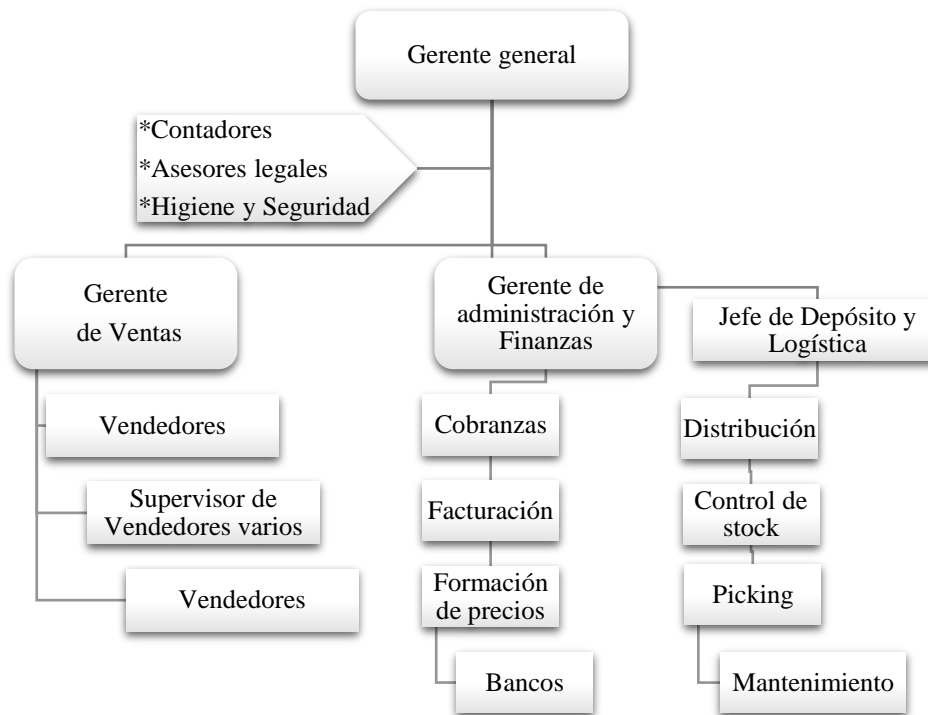 Gerente general
*Contadores
*Asesores legales
*Higiene y Seguridad
Gerente
de Ventas
Gerente de
administración y
Finanzas
Jefe de Depósito y
Logística
Vendedores
Supervisor de
Vendedores varios
Vendedores
Cobranzas
Facturación
Formación
de precios
Bancos
Distribución
Control de
stock
Picking
Mantenimiento